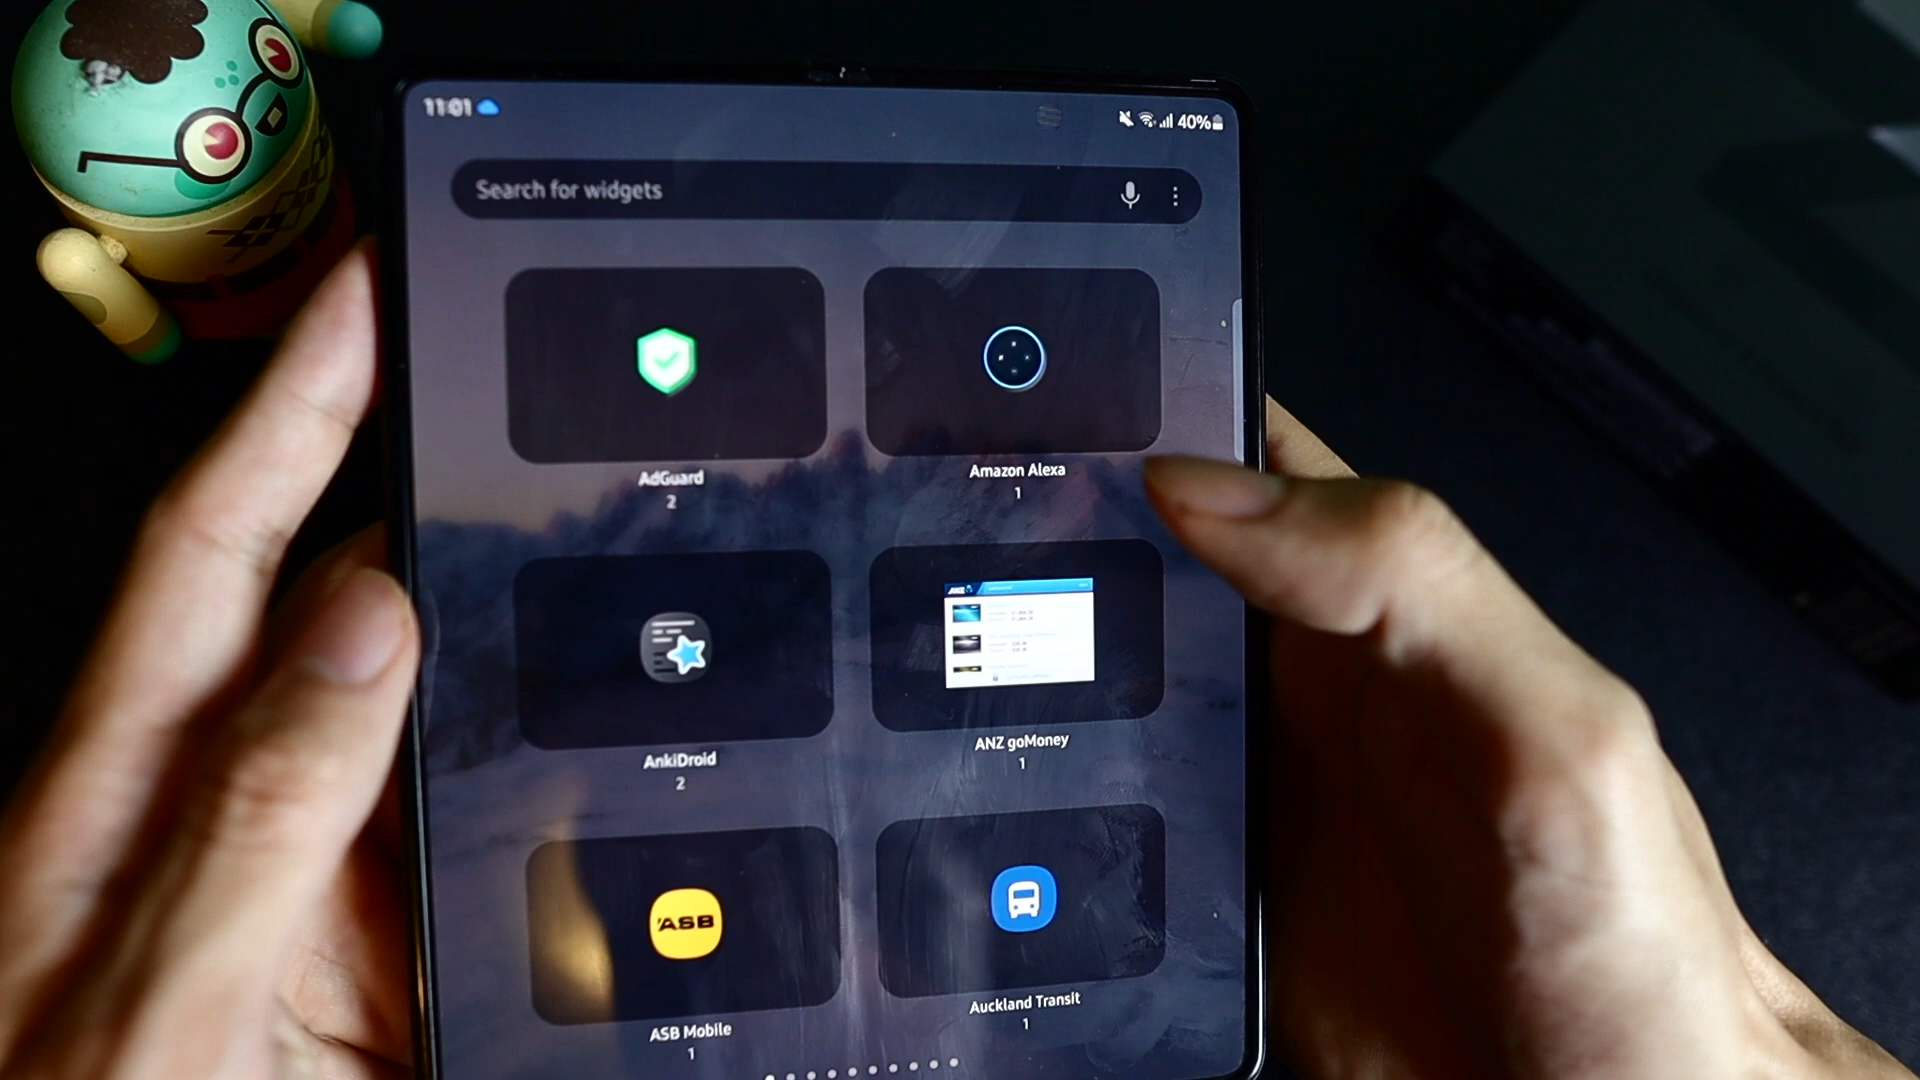 11:01
40%
Search for widgets
AdGuard
2
Amazon Alexa
1
AnkiDroid
2
ANZ
ANZ goMoney
1
ASB
ASB Mobile
1
Auckland Transit
1